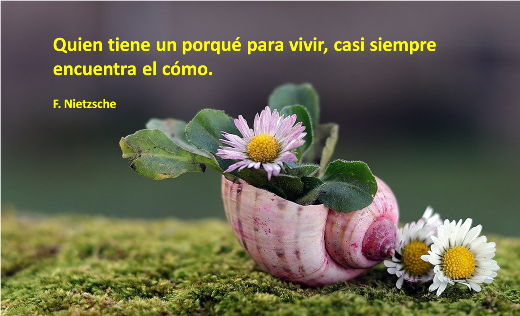 Quien tiene un porqué para vivir, casi siempre
encuentra el cómo.
F. Nietzsche